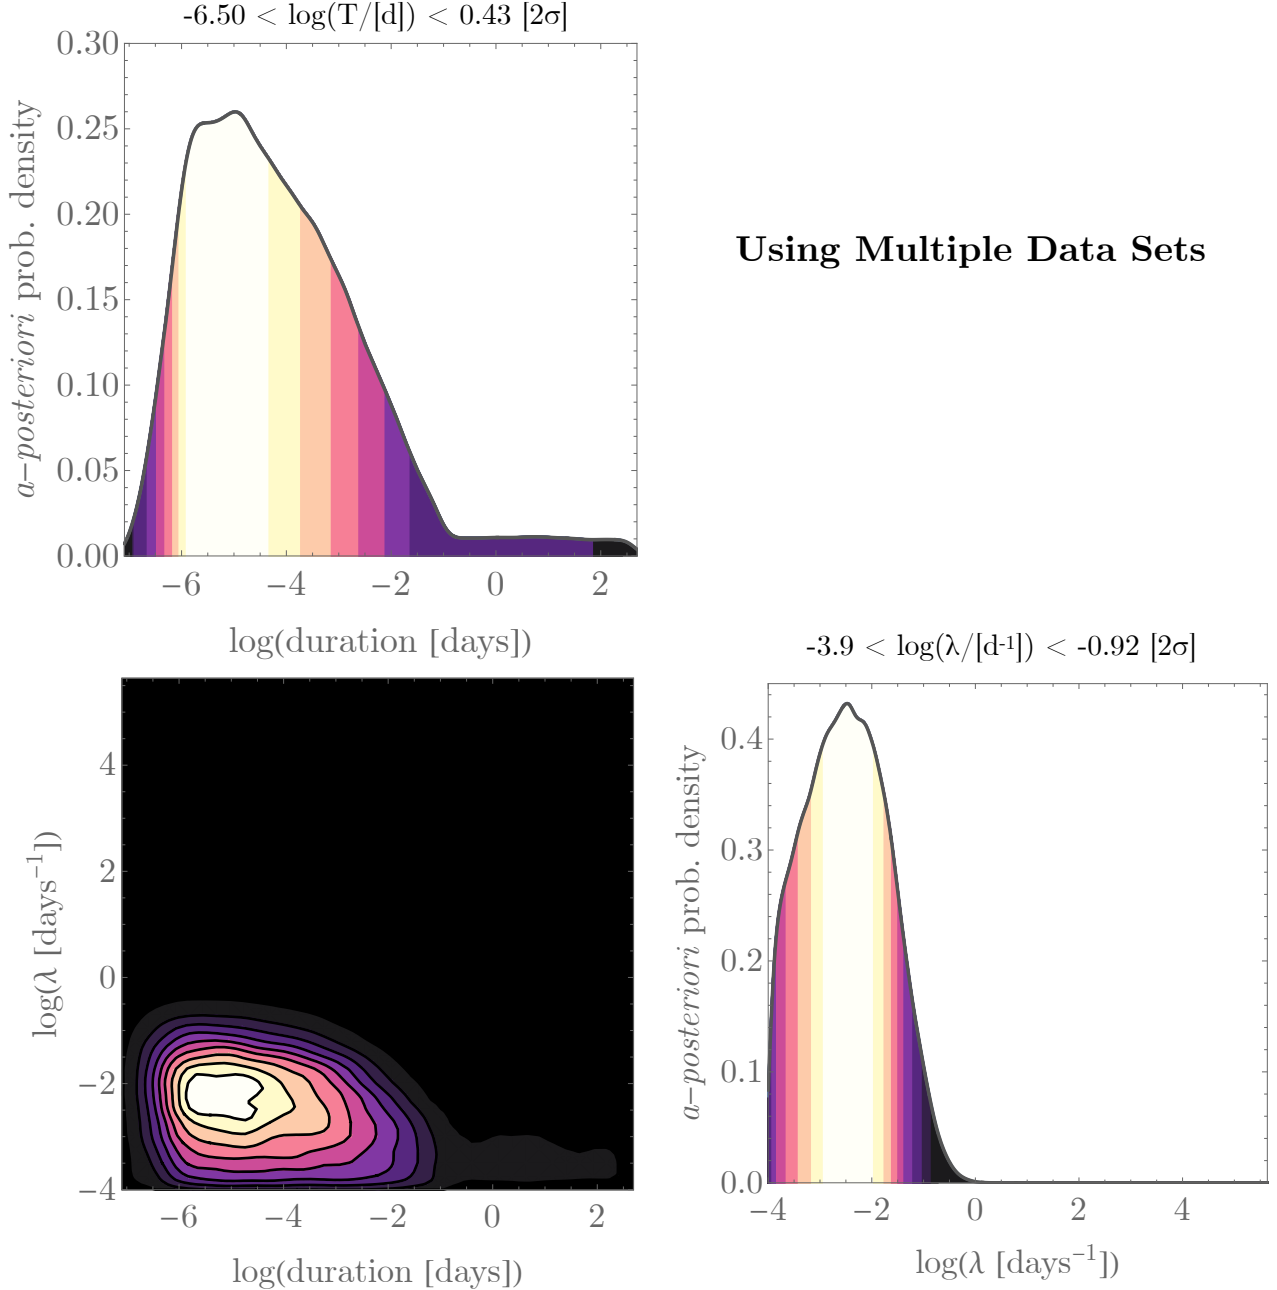 -6.50 < log(T/[d]) < 0.43 [2σ]
0.30
0.25
0.20
0.15
0.10
0.05
0.00
a-posteriori prob. density
−6 −4 −2 0 2
log(duration [days])
Using Multiple Data Sets
4
2
0
−2
−4
log(λ [days⁻¹])
−6 −4 −2 0 2
log(duration [days])
-3.9 < log(λ/[d-1]) < -0.92 [2σ]
0.4
0.3
0.2
0.1
0.0
a-posteriori prob. density
−4 −2 0 2 4
log(λ [days⁻¹])